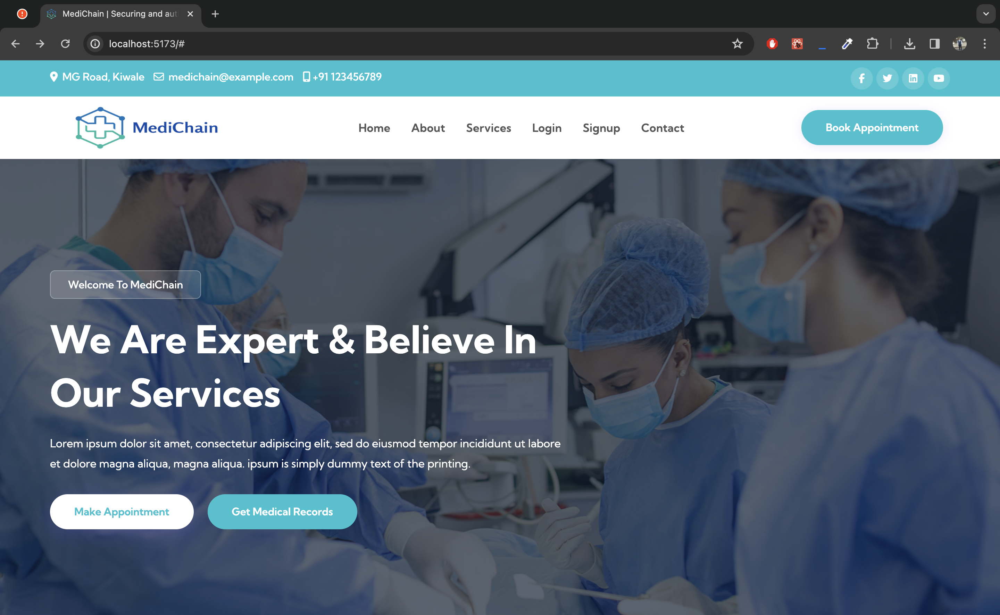 MediChain | Securing and aut
localhost:5173/#
MG Road, Kiwale medichain@example.com +91 123456789
MediChain
Home About Services Login Signup Contact
Book Appointment
Welcome To MediChain
We Are Expert & Believe In
Our Services
Lorem ipsum dolor sit amet, consectetur adipiscing elit, sed do eiusmod tempor incididunt ut labore
et dolore magna aliqua, magna aliqua. ipsum is simply dummy text of the printing.
Make Appointment Get Medical Records